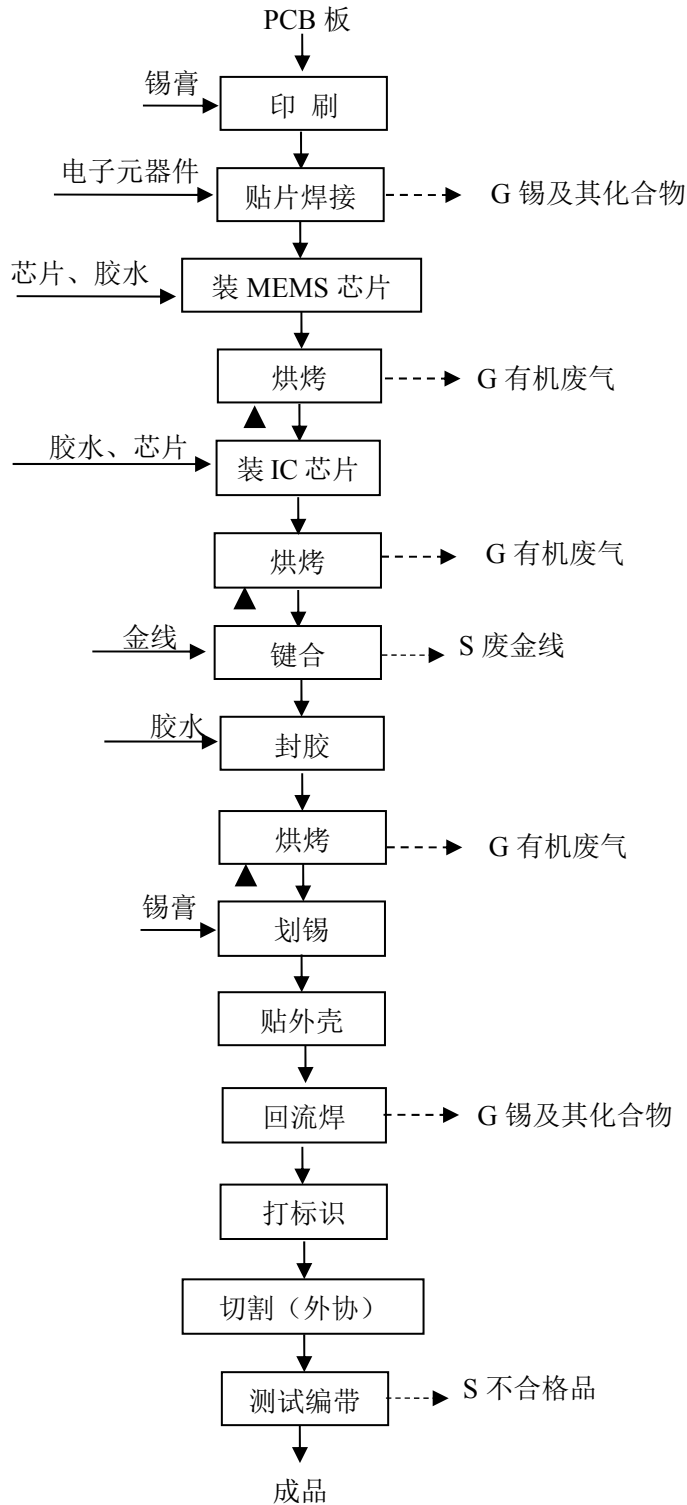 PCB 板
锡膏
印 刷
电子元器件
贴片焊接
G 锡及其化合物
芯片、胶水
装 MEMS 芯片
烘烤
G 有机废气
胶水、芯片
装 IC 芯片
烘烤
G 有机废气
金线
键合
S 废金线
胶水
封胶
烘烤
G 有机废气
锡膏
划锡
贴外壳
回流焊
G 锡及其化合物
打标识
切割（外协）
测试编带
S 不合格品
成品